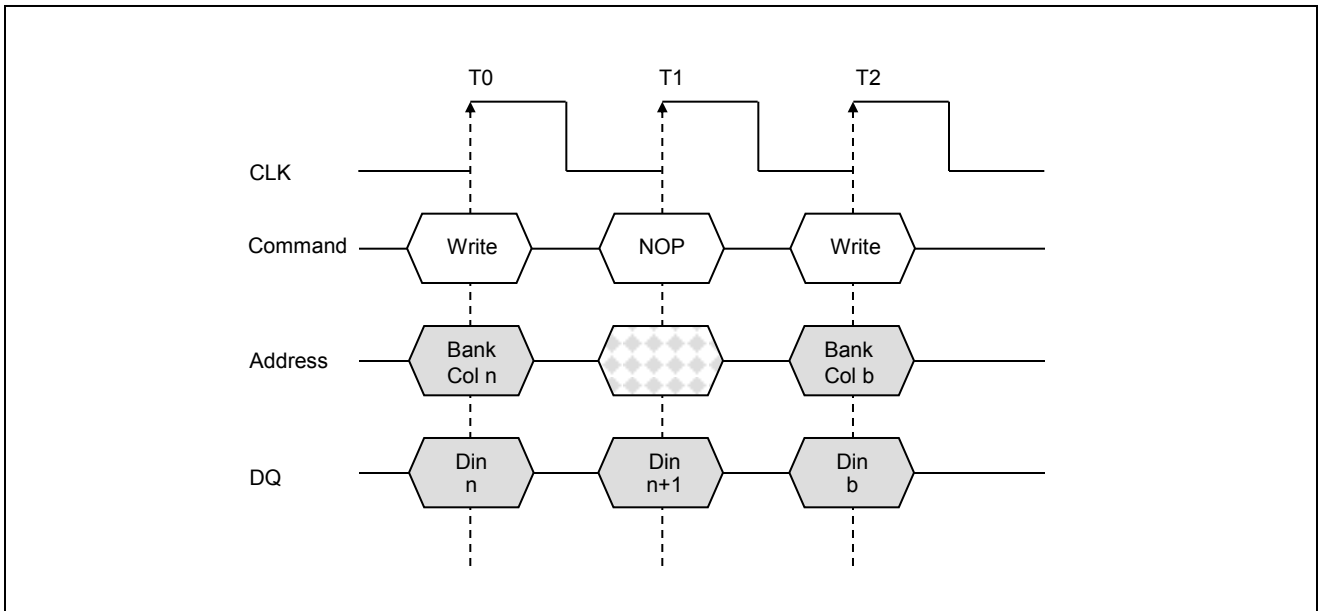 T0 T1 T2
CLK
Command Write NOP Write
Address Bank Col n Bank Col b
DQ Din n Din n+1 Din b